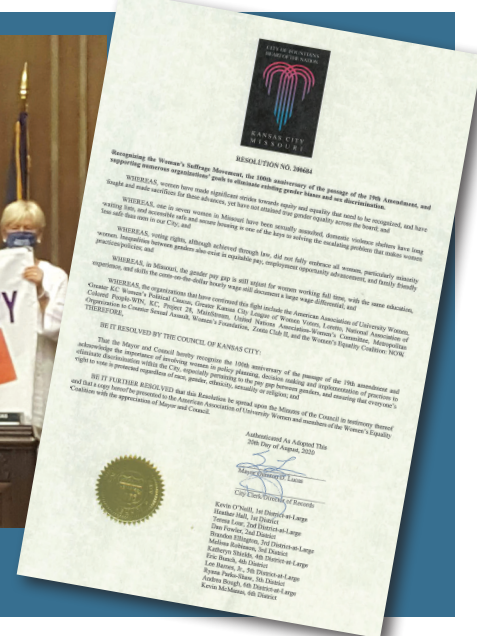 Y
CITY OF FOUNTAINS
HEART OF THE NATION
KANSAS CITY
MISSOURI
RESOLUTION NO. 200684
Recognizing the Woman's Suffrage Movement, the 100th anniversary of the passage of the 19th Amendment, and
supporting numerous organizations' goals to eliminate existing gender biases and sex discrimination.
WHEREAS, women have made significant strides towards equity and equality that need to be recognized, and have
fought and made sacrifices for these advances, yet have not attained true gender equality across the board; and
WHEREAS, one in seven women in Missouri have been sexually assaulted, domestic violence shelters have long
waiting lists, and accessible safe and secure housing is one of the keys in solving the escalating problem that makes women
less safe than men in our City; and
WHEREAS, voting rights, although achieved through law, did not fully embrace all women, particularly minority
women. Inequalities between genders also exist in equitable pay, employment opportunity advancement, and family friendly
practices/policies; and
WHEREAS, in Missouri, the gender pay gap is still unjust for women working full time, with the same education,
experience, and skills the cents-on-the-dollar hourly wage still document a large wage differential, and
WHEREAS, the organizations that have continued this fight include the American Association of University Women,
Greater KC Women's Political Caucus, Greater Kansas City League of Women Voters, Loretto, National Association of
Colored People-WIN, KC, Project 28, MainStream, United Nations Association-Women's Committee, Metropolitan
Organization to Counter Sexual Assault, Women's Foundation, Zonta Club II, and the Women's Equality Coalition: NOW,
THEREFORE,
BE IT RESOLVED BY THE COUNCIL OF KANSAS CITY:
That the Mayor and Council hereby recognize the 100th anniversary of the passage of the 19th amendment and
acknowledge the importance of involving women in policy planning, decision making and implementation of practices to
eliminate discrimination within the City, especially pertaining to the pay gap between genders, and ensuring that everyone's
right to vote is protected regardless of race, gender, ethnicity, sexuality or religion; and
BE IT FURTHER RESOLVED that this Resolution be spread upon the Minutes of the Council in testimony thereof
and that a copy hereof be presented to the American Association of University Women and members of the Women's Equality
Coalition with the appreciation of Mayor and Council.
Authenticated As Adopted This
20th Day of August, 2020
Mayor Quinton D. Lucas
City Clerk/Director of Records
Kevin O'Neill, 1st District-at-Large
Heather Hall, 1st District
Teresa Loar, 2nd District-at-Large
Dan Fowler, 2nd District
Brandon Ellington, 3rd District-at-Large
Melissa Robinson, 3rd District
Katheryn Shields, 4th District-at-Large
Eric Bunch, 4th District
Lee Barnes, Jr., 5th District-at-Large
Ryana Parks-Shaw, 5th District
Andrea Bough, 6th District-at-Large
Kevin McManus, 6th District